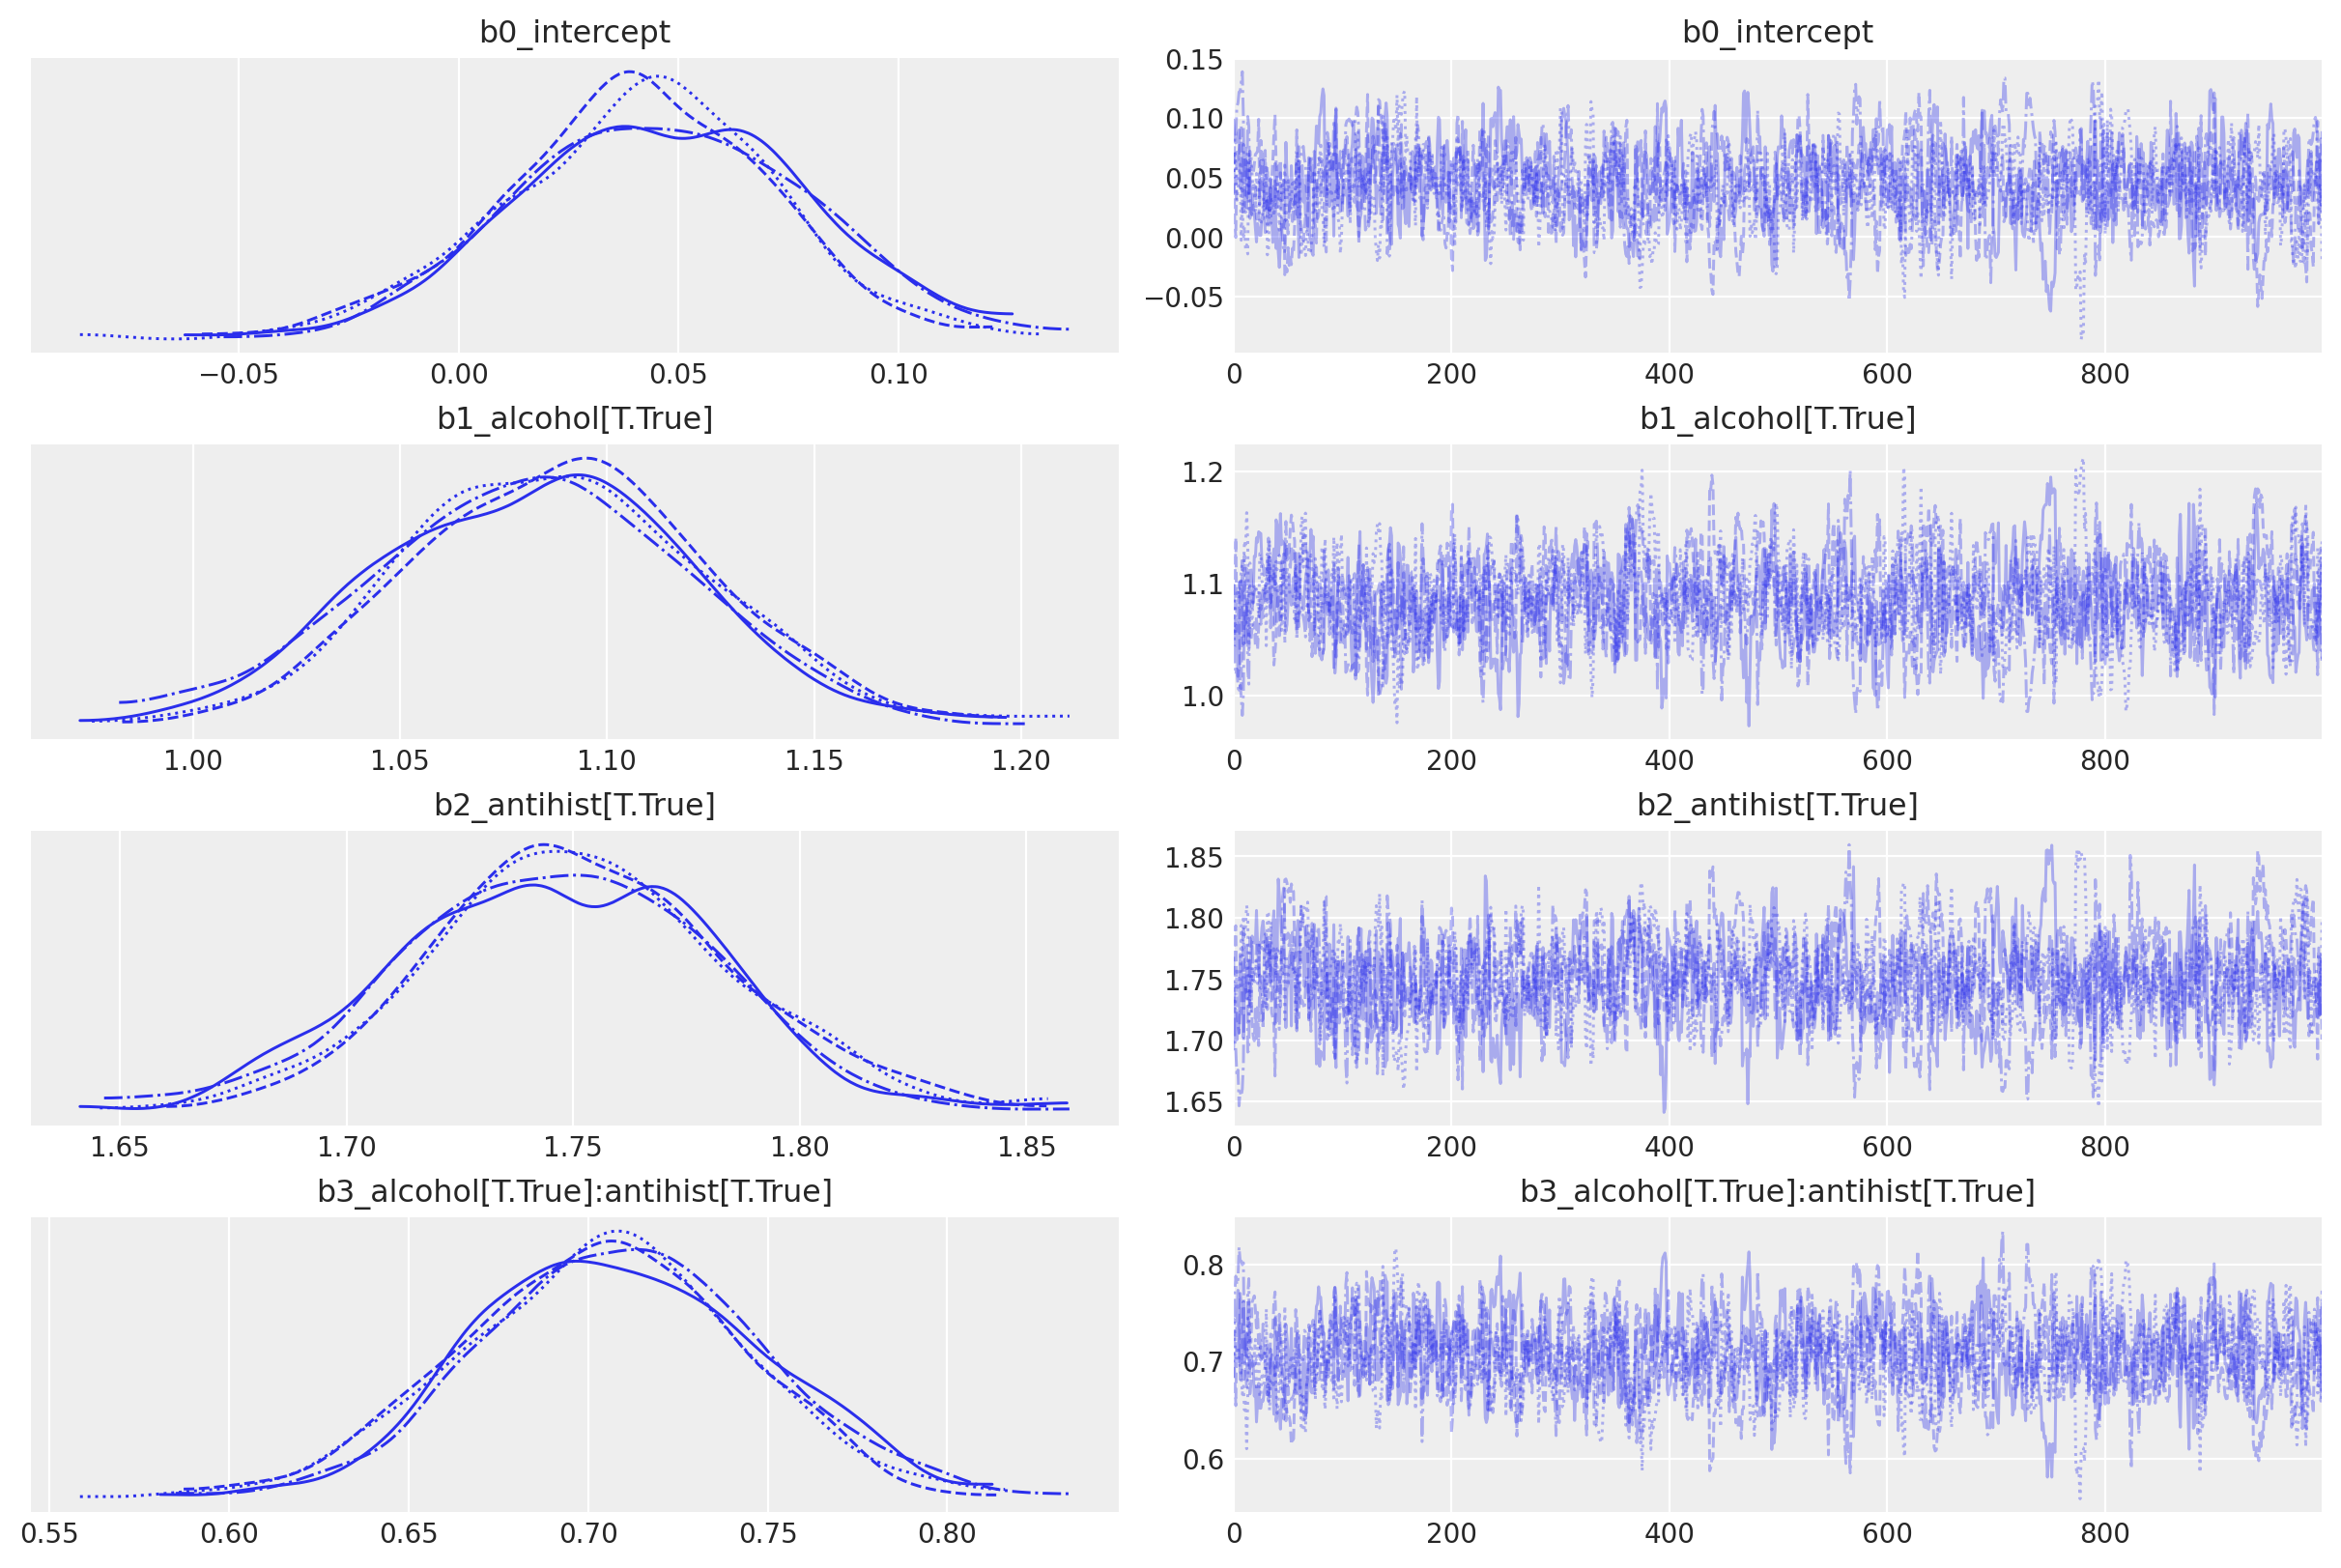 b0_intercept
−0.05 0.00 0.05 0.10
b0_intercept
0.15
0.10
0.05
0.00
−0.05
0 200 400 600 800
b1_alcohol[T.True]
1.00 1.05 1.10 1.15 1.20
b1_alcohol[T.True]
1.2
1.1
1.0
0 200 400 600 800
b2_antihist[T.True]
1.65 1.70 1.75 1.80 1.85
b2_antihist[T.True]
1.85
1.80
1.75
1.70
1.65
0 200 400 600 800
b3_alcohol[T.True]:antihist[T.True]
0.55 0.60 0.65 0.70 0.75 0.80
b3_alcohol[T.True]:antihist[T.True]
0.8
0.7
0.6
0 200 400 600 800